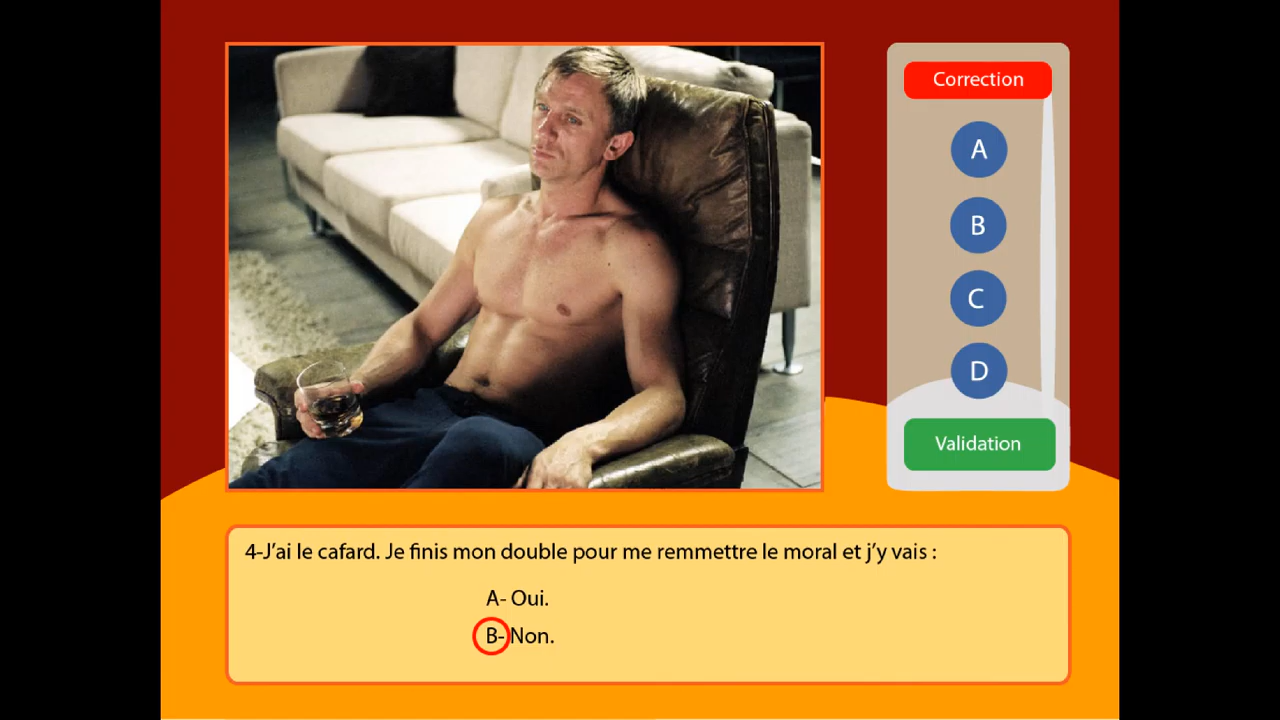 Correction
A
B
C
D
Validation
4-J’ai le cafard. Je finis mon double pour me remmettre le moral et j’y vais :
A- Oui.
B- Non.